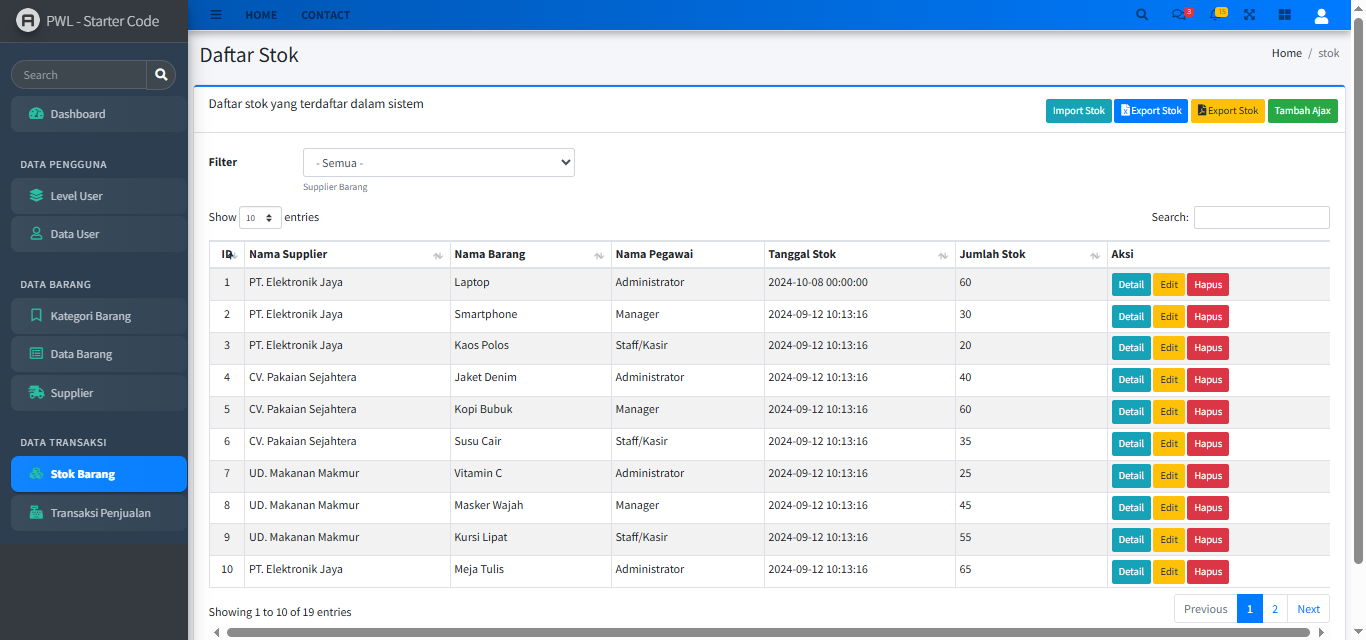 PWL - Starter Code
HOME CONTACT 3 15
Daftar Stok
Home / stok
Search
Dashboard
DATA PENGGUNA
Level User
Data User
DATA BARANG
Kategori Barang
Data Barang
Supplier
DATA TRANSAKSI
Stok Barang
Transaksi Penjualan
Daftar stok yang terdaftar dalam sistem
Import Stok Export Stok Export Stok Tambah Ajax
Filter - Semua -
Supplier Barang
Show 10 entries Search:
ID Nama Supplier Nama Barang Nama Pegawai Tanggal Stok Jumlah Stok Aksi
1 PT. Elektronik Jaya Laptop Administrator 2024-10-08 00:00:00 60 Detail Edit Hapus
2 PT. Elektronik Jaya Smartphone Manager 2024-09-12 10:13:16 30 Detail Edit Hapus
3 PT. Elektronik Jaya Kaos Polos Staff/Kasir 2024-09-12 10:13:16 20 Detail Edit Hapus
4 CV. Pakaian Sejahtera Jaket Denim Administrator 2024-09-12 10:13:16 40 Detail Edit Hapus
5 CV. Pakaian Sejahtera Kopi Bubuk Manager 2024-09-12 10:13:16 60 Detail Edit Hapus
6 CV. Pakaian Sejahtera Susu Cair Staff/Kasir 2024-09-12 10:13:16 35 Detail Edit Hapus
7 UD. Makanan Makmur Vitamin C Administrator 2024-09-12 10:13:16 25 Detail Edit Hapus
8 UD. Makanan Makmur Masker Wajah Manager 2024-09-12 10:13:16 45 Detail Edit Hapus
9 UD. Makanan Makmur Kursi Lipat Staff/Kasir 2024-09-12 10:13:16 55 Detail Edit Hapus
10 PT. Elektronik Jaya Meja Tulis Administrator 2024-09-12 10:13:16 65 Detail Edit Hapus
Showing 1 to 10 of 19 entries
Previous 1 2 Next